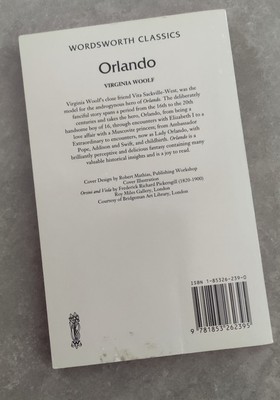 WORDSWORTH CLASSICS
Orlando
VIRGINIA WOOLF
Virginia Woolf's close friend Vita Sackville-West, was the
model for the androgynous hero of Orlando. The deliberately
fanciful story spans a period from the 16th to the 20th
centuries and takes the hero, Orlando, from being a
handsome boy of 16, through encounters with Elizabeth I to a
love affair with a Muscovite princess; from Ambassador
Extraordinary to encounters, now as Lady Orlando, with
Pope, Addison and Swift, and childbirth. Orlando is a
brilliantly perceptive and delicious fantasy containing many
valuable historical insights and is a joy to read.
Cover Design by Robert Mathias, Publishing Workshop
Cover Illustration
Orsino and Viola by Frederick Richard Pickersgill (1820-1900)
Roy Miles Gallery, London
Courtesy of Bridgeman Art Library, London
ISBN 1-85326-239-0
9 781853 262395